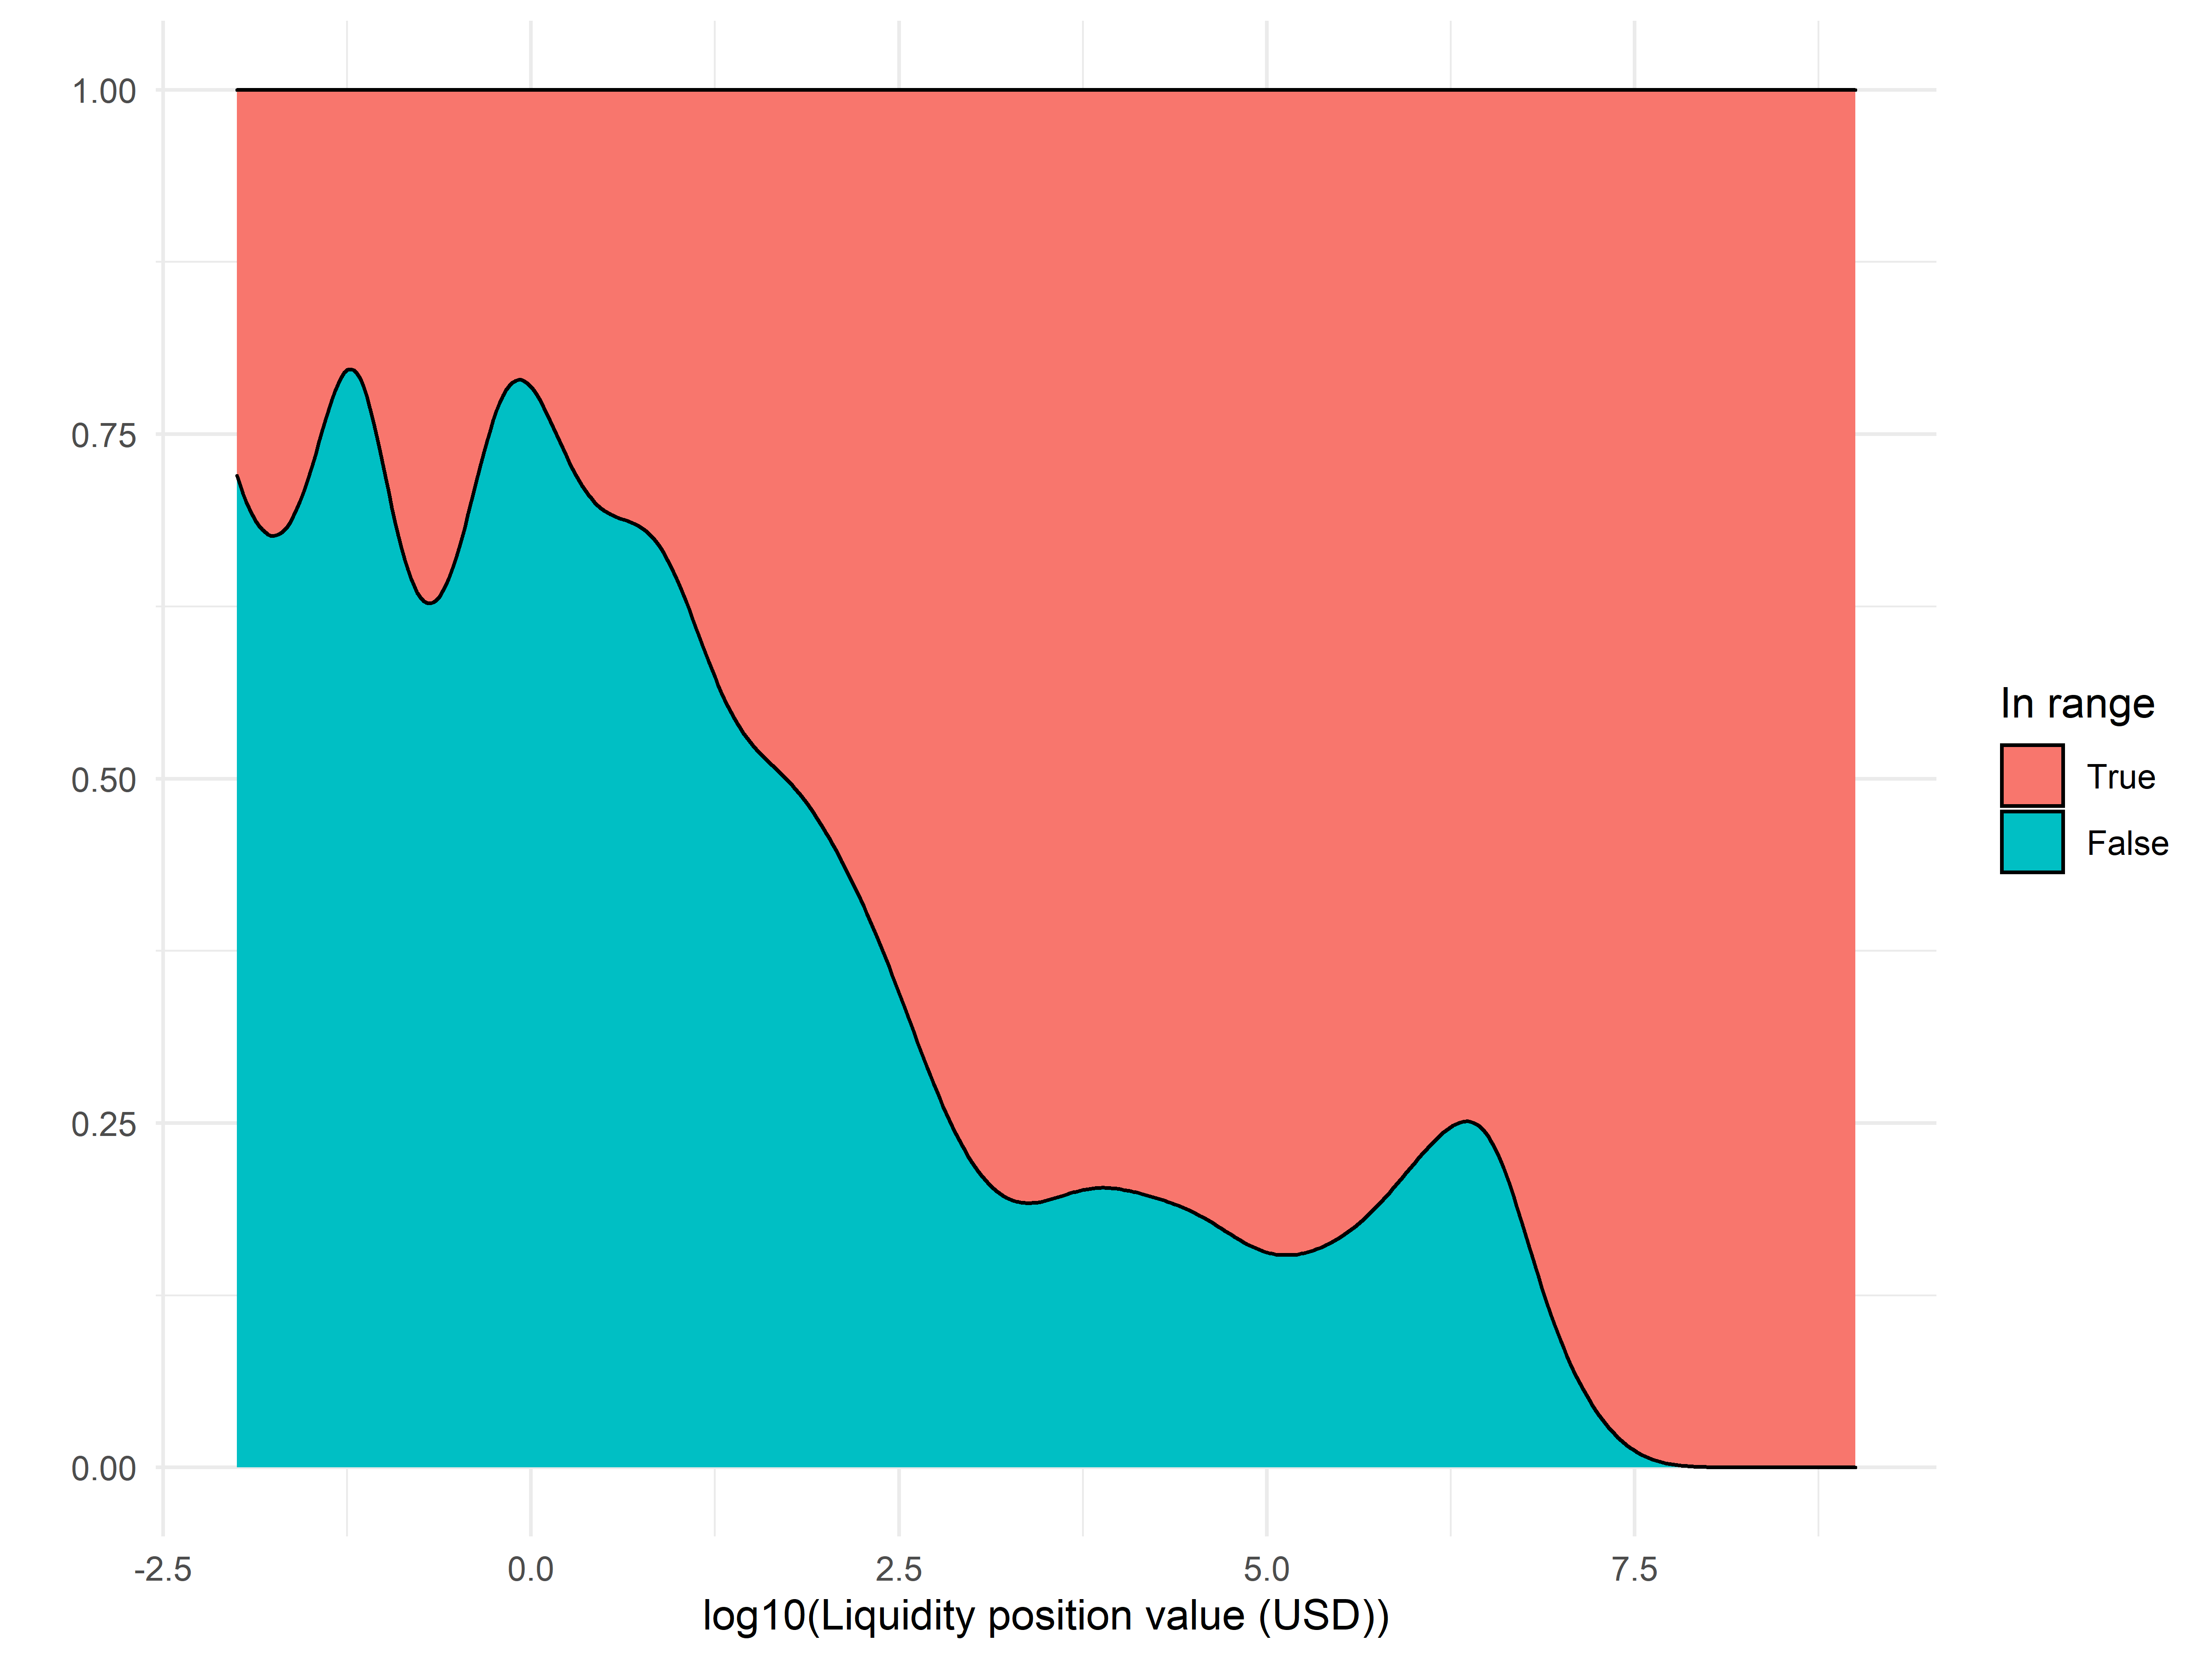 1.00
0.75
0.50
0.25
0.00
-2.5 0.0 2.5 5.0 7.5
log10(Liquidity position value (USD))
In range
True
False